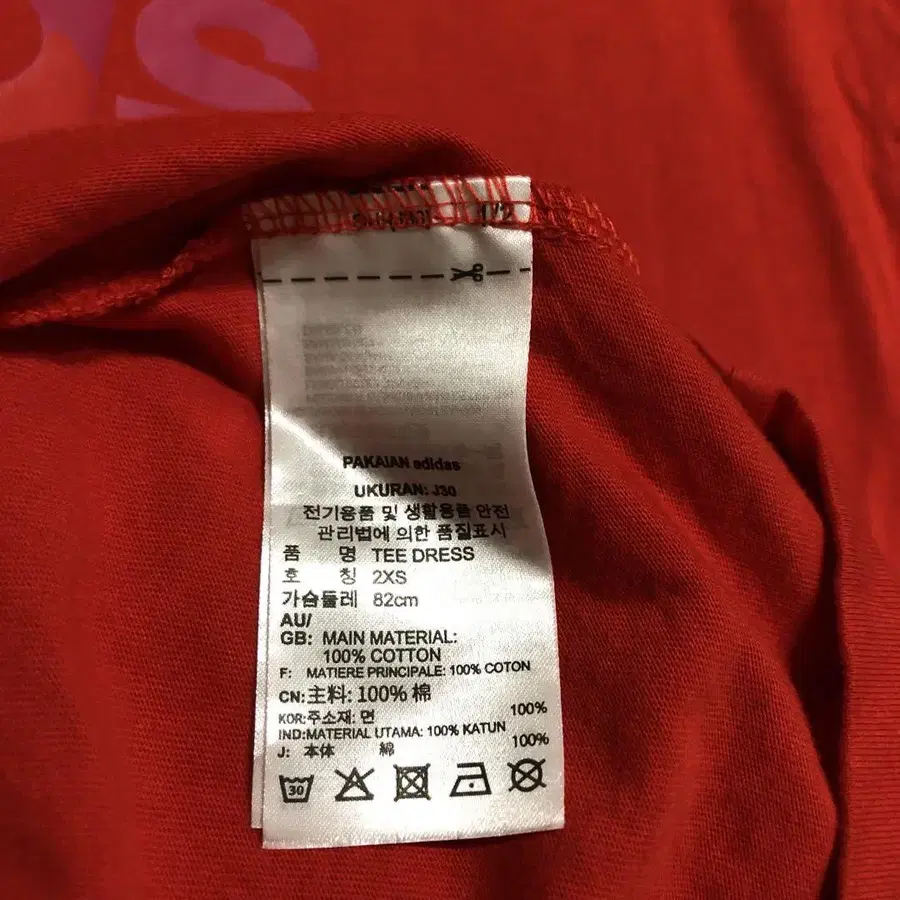 1/2
PAKAIAN adidas
UKURAN: J30
전기용품 및 생활용품 안전
관리법에 의한 품질표시
품 명 TEE DRESS
호 칭 2XS
가슴둘레 82cm
AU/
GB: MAIN MATERIAL:
100% COTTON
F: MATIERE PRINCIPALE: 100% COTON
CN:主料: 100% 棉
KOR:주소재: 면 100%
IND:MATERIAL UTAMA: 100% KATUN
J: 本体 綿 100%
30